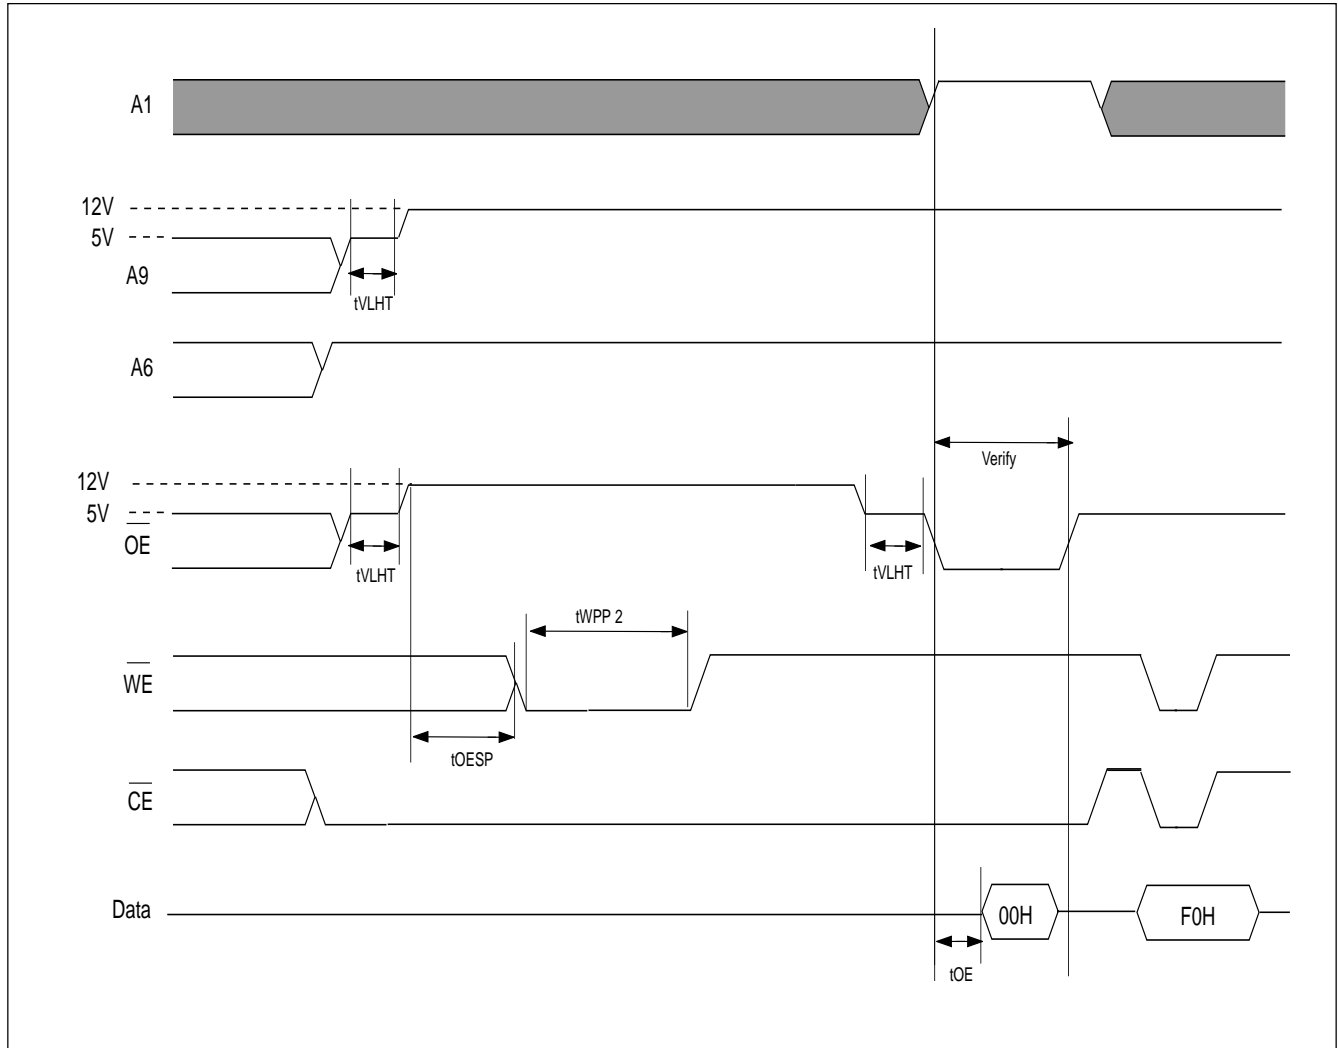 A1
12V
5V
A9
tVLHT
A6
Verify
12V
5V
OE
tVLHT
tVLHT
tWPP 2
WE
tOESP
CE
Data
00H
F0H
tOE